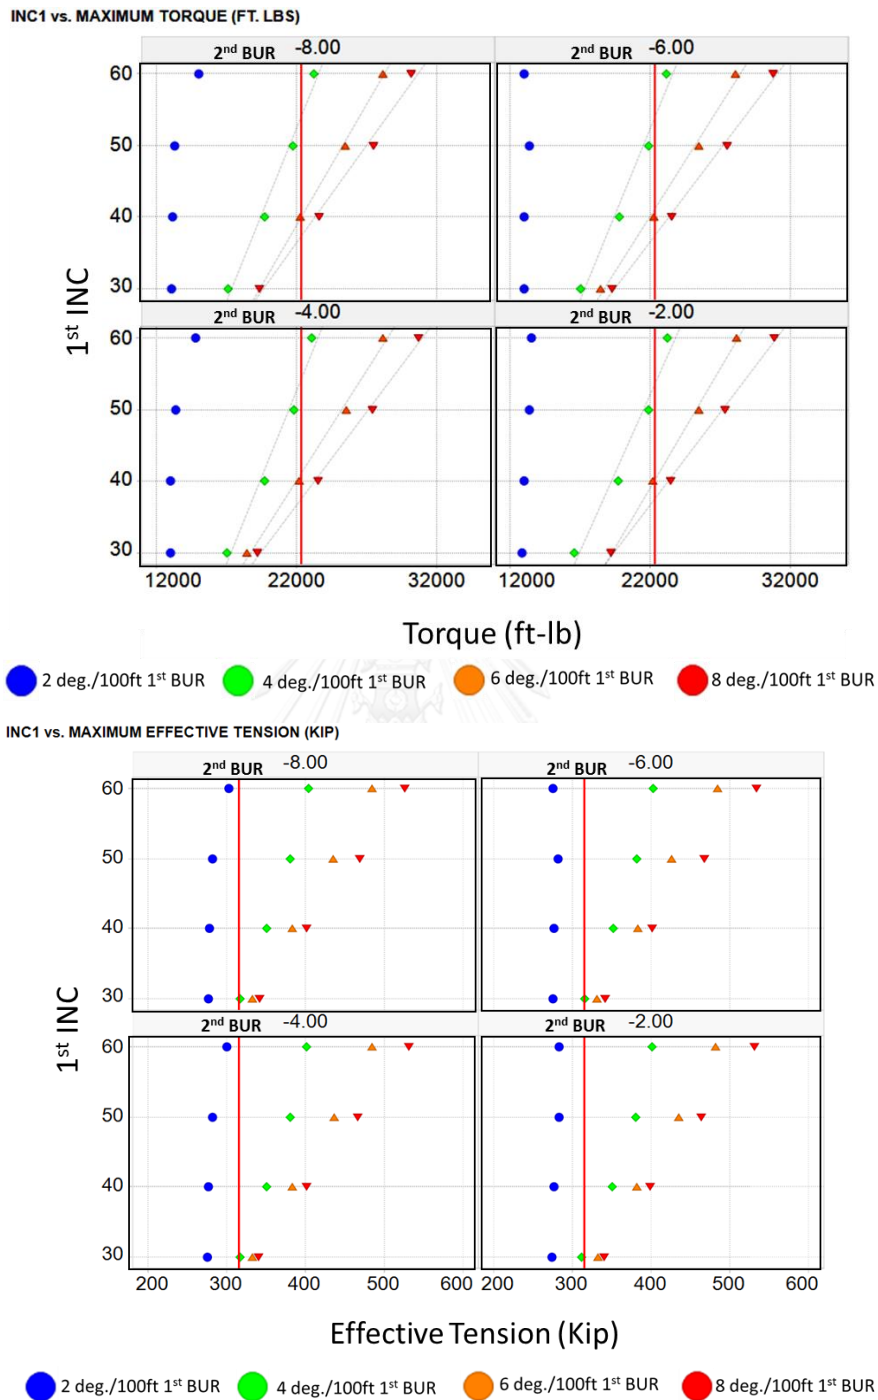 INC1 vs. MAXIMUM TORQUE (FT. LBS)
2nd BUR -8.00
2nd BUR -6.00
60
50
40
30
1st INC
2nd BUR -4.00
2nd BUR -2.00
60
50
40
30
12000 22000 32000 12000 22000 32000
Torque (ft-lb)
2 deg./100ft 1st BUR 4 deg./100ft 1st BUR 6 deg./100ft 1st BUR 8 deg./100ft 1st BUR
INC1 vs. MAXIMUM EFFECTIVE TENSION (KIP)
2nd BUR -8.00
2nd BUR -6.00
60
50
40
30
1st INC
2nd BUR -4.00
2nd BUR -2.00
60
50
40
30
200 300 400 500 600 200 300 400 500 600
Effective Tension (Kip)
2 deg./100ft 1st BUR 4 deg./100ft 1st BUR 6 deg./100ft 1st BUR 8 deg./100ft 1st BUR